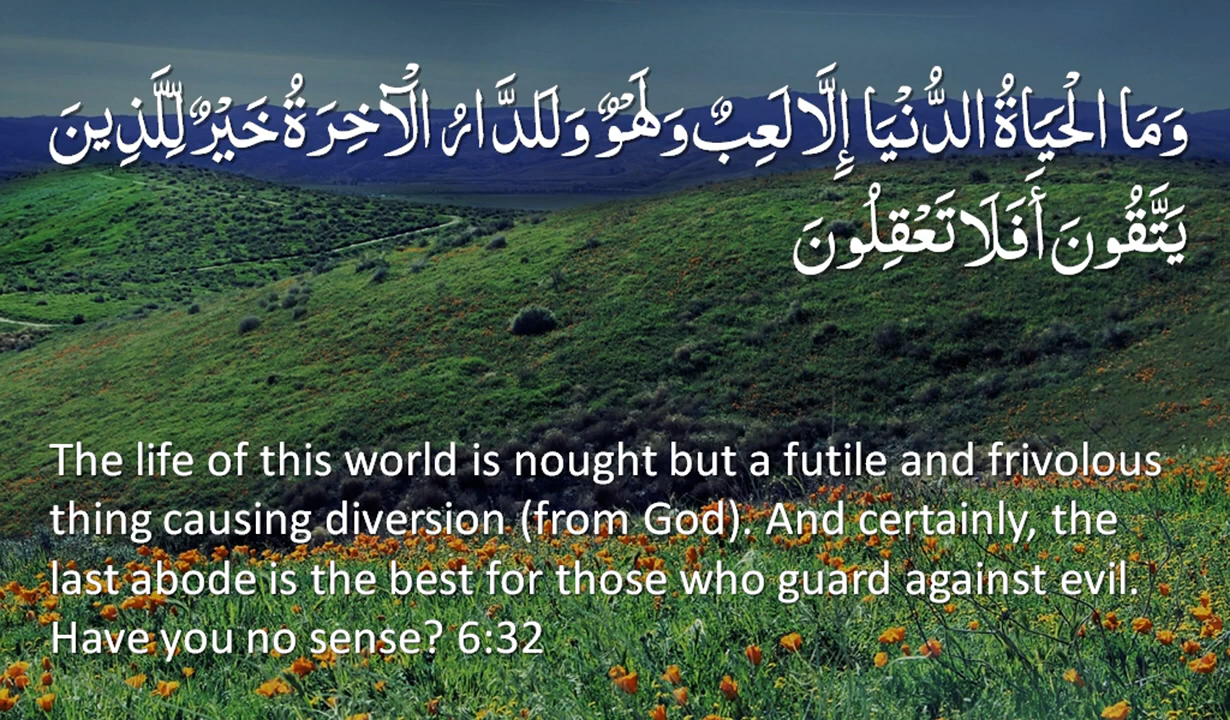 وَمَا الْحَيَاةُ الدُّنْيَا إِلَّا لَعِبٌ وَلَهْوٌ وَلَلدَّارُ الْآخِرَةُ خَيْرٌ لِّلَّذِينَ
يَتَّقُونَ أَفَلَا تَعْقِلُونَ
The life of this world is nought but a futile and frivolous
thing causing diversion (from God). And certainly, the
last abode is the best for those who guard against evil.
Have you no sense? 6:32